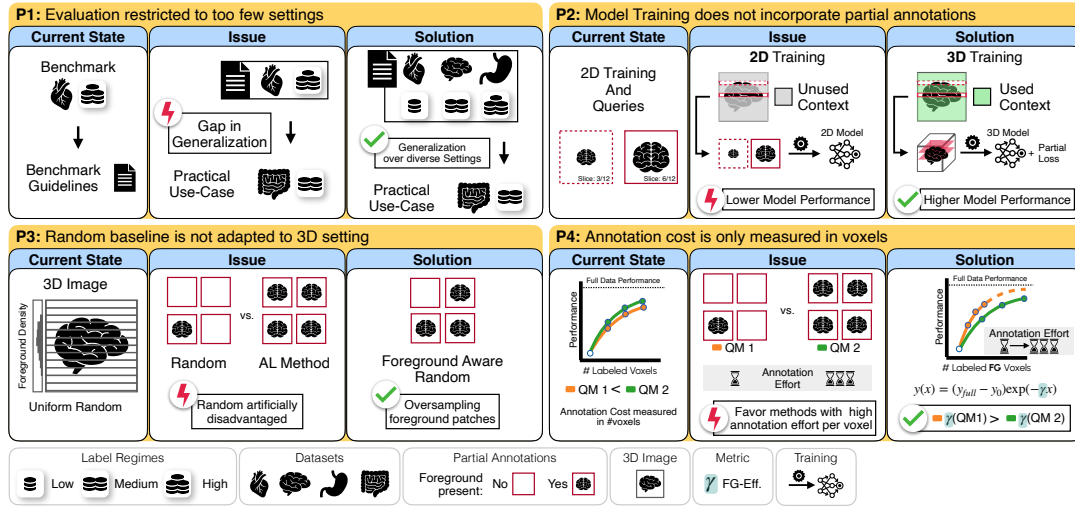 P1: Evaluation restricted to too few settings
Current State
Issue
Solution
Benchmark
Benchmark
Guidelines
Gap in
Generalization
Practical
Use-Case
Generalization
over diverse Settings
Practical
Use-Case
P2: Model Training does not incorporate partial annotations
Current State
Issue
Solution
2D Training
And
Queries
Slice: 3/12
Slice: 6/12
2D Training
Unused
Context
2D Model
Lower Model Performance
3D Training
Used
Context
3D Model
+ Partial
Loss
Higher Model Performance
P3: Random baseline is not adapted to 3D setting
Current State
Issue
Solution
3D Image
Foreground Density
Uniform Random
vs.
Random
AL Method
Random artificially
disadvantaged
Foreground Aware
Random
Oversampling
foreground patches
P4: Annotation cost is only measured in voxels
Current State
Issue
Solution
Full Data Performance
Performance
# Labeled Voxels
QM 1 < QM 2
Annotation Cost measured
in #voxels
vs.
QM 1
QM 2
Annotation
Effort
Favor methods with high
annotation effort per voxel
Full Data Performance
Performance
Annotation Effort
# Labeled FG Voxels
y(x) = (y_full − y_0)exp(−γx)
γ(QM1) > γ(QM 2)
Label Regimes
Low
Medium
High
Datasets
Partial Annotations
Foreground
present:
No
Yes
3D Image
Metric
γ FG-Eff.
Training